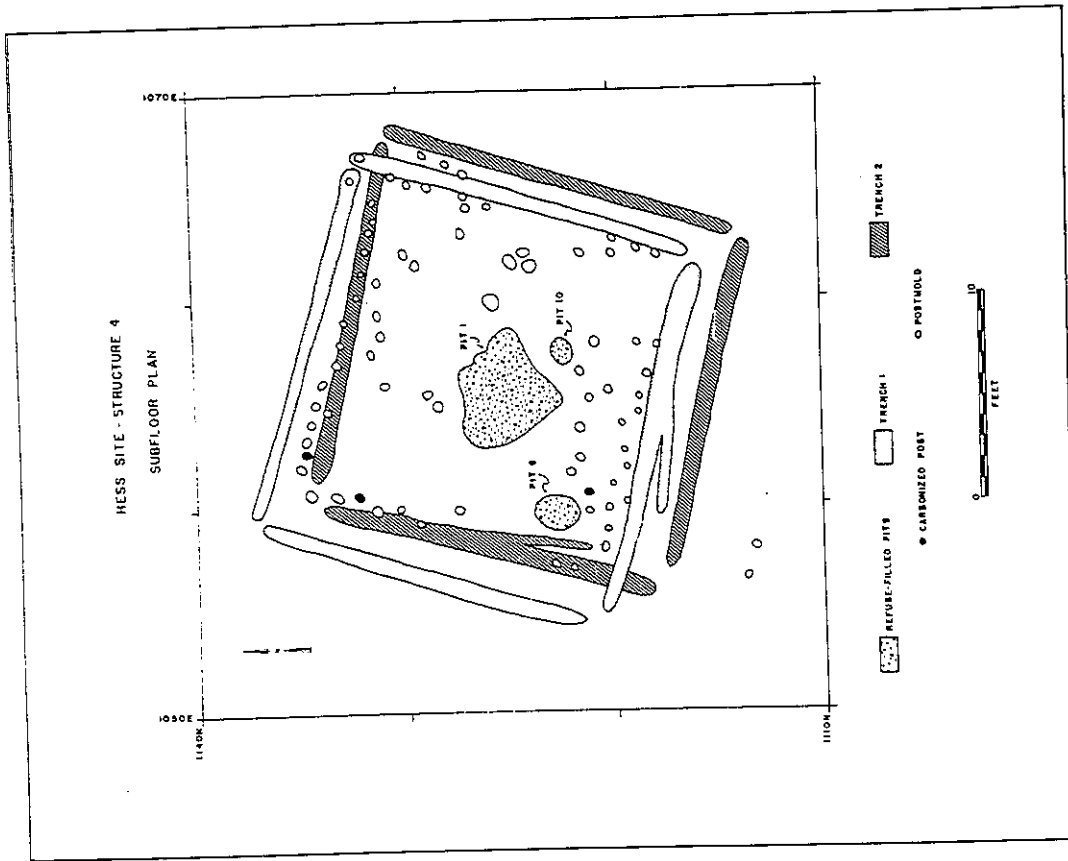 HESS SITE - STRUCTURE 4
SUBFLOOR PLAN
1070E
1050E
1140N
1110N
PIT 1
PIT 10
PIT
REFUSE-FILLED PITS
TRENCH 1
TRENCH 2
CARBONIZED POST
POSTMOLD
0
10
FEET